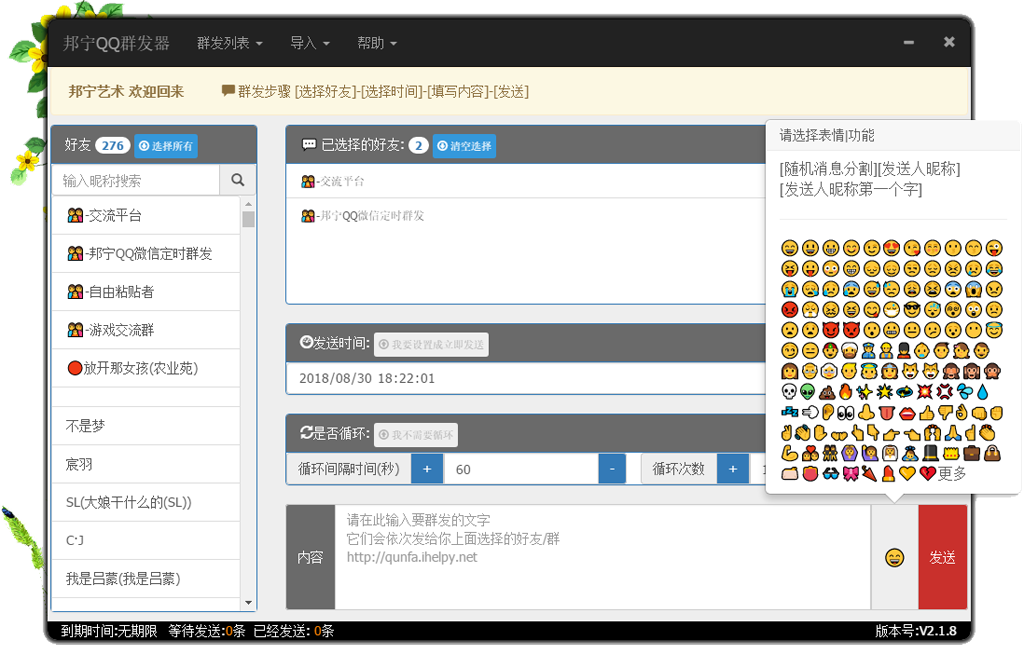 邦宁QQ群发器 群发列表 导入 帮助
邦宁艺术 欢迎回来 群发步骤 [选择好友]-[选择时间]-[填写内容]-[发送]
好友 276 选择所有
输入昵称搜索
-交流平台
-邦宁QQ微信定时群发
-自由粘贴者
-游戏交流群
放开那女孩(农业苑)
不是梦
宸羽
SL(大娘干什么的(SL))
C·J
我是吕蒙(我是吕蒙)
已选择的好友: 2 清空选择
-交流平台
-邦宁QQ微信定时群发
发送时间: 我要设置成立即发送
2018/08/30 18:22:01
是否循环: 我不需要循环
循环间隔时间(秒) + 60 - 循环次数 +
内容
请在此输入要群发的文字
它们会依次发给你上面选择的好友/群
http://qunfa.ihelpy.net
发送
请选择表情|功能
[随机消息分割][发送人昵称]
[发送人昵称第一个字]
更多
到期时间:无期限 等待发送:0条 已经发送: 0条 版本号:V2.1.8